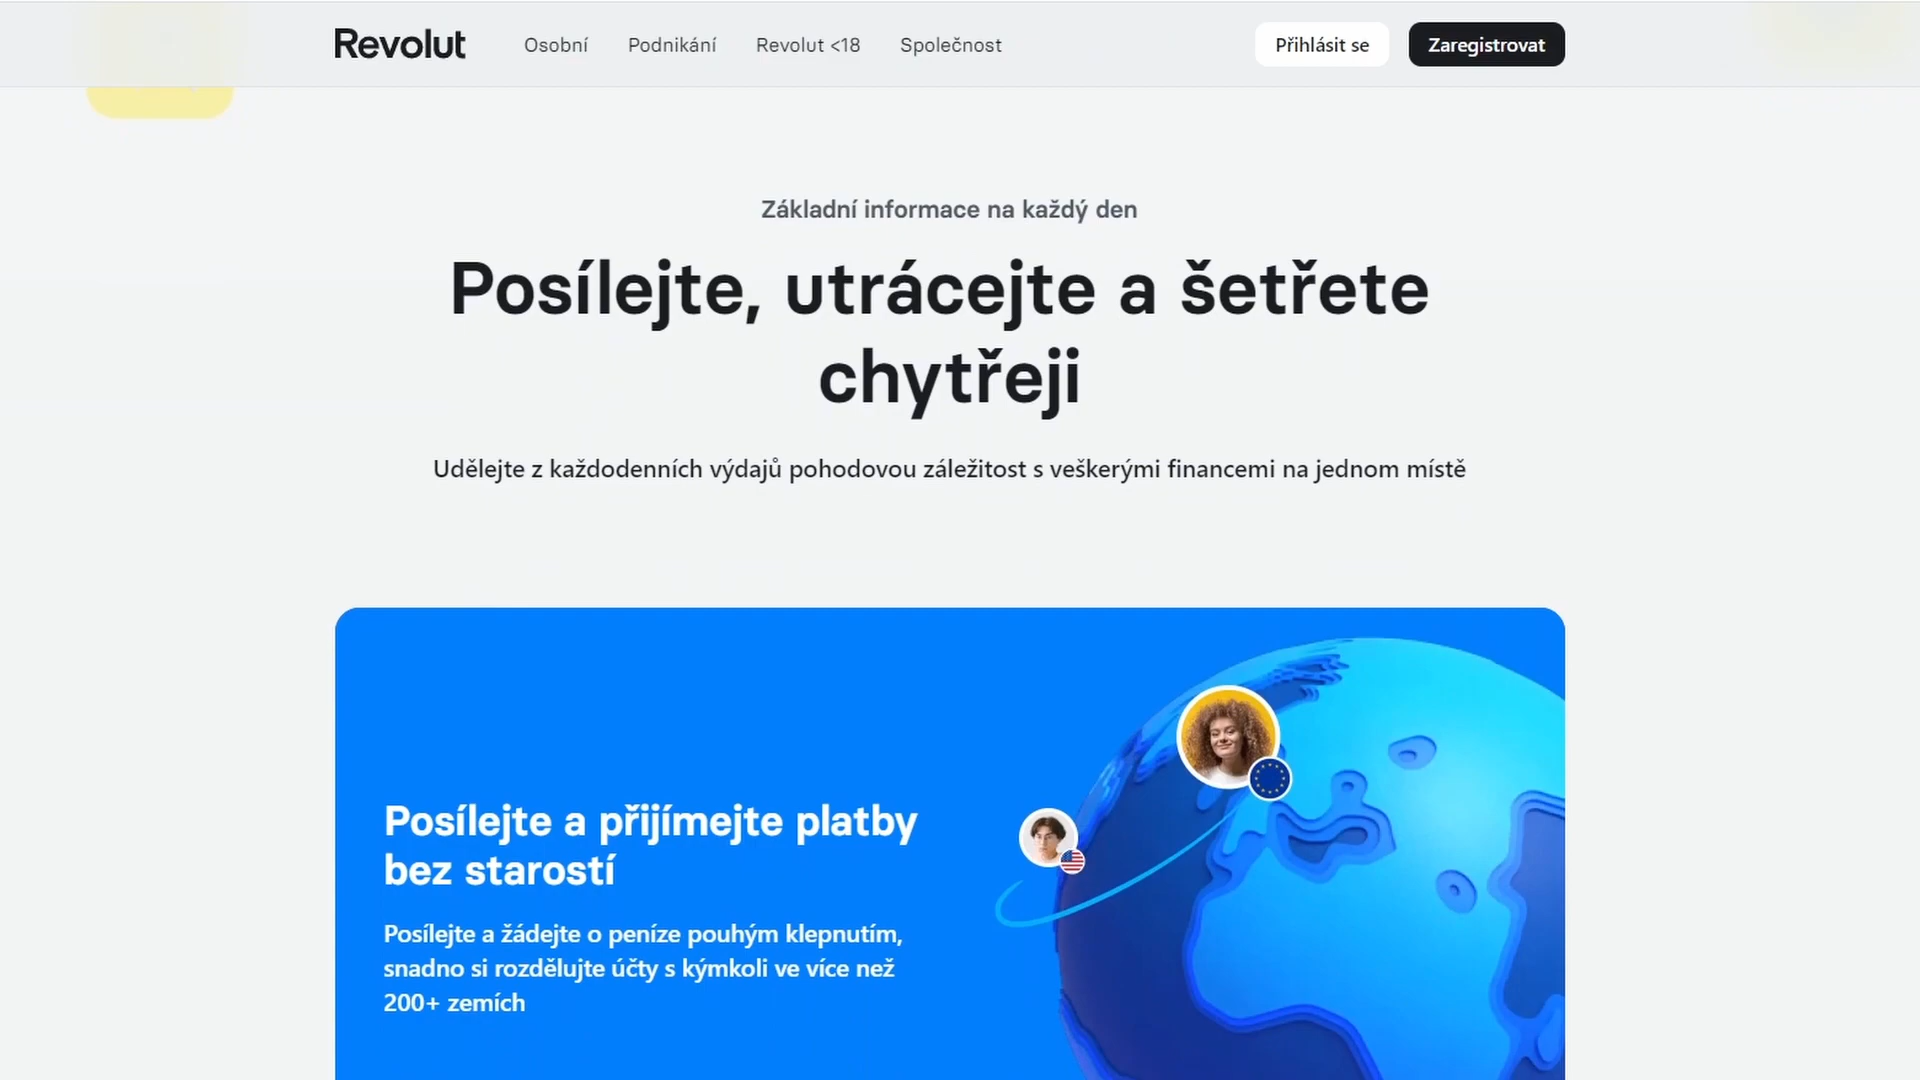 Revolut
Osobní
Podnikání
Revolut <18
Společnost
Přihlásit se
Zaregistrovat
Základní informace na každý den
Posílejte, utrácejte a šetřete
chytřeji
Udělejte z každodenních výdajů pohodovou záležitost s veškerými financemi na jednom místě
Posílejte a přijímejte platby
bez starostí
Posílejte a žádejte o peníze pouhým klepnutím,
snadno si rozdělujte účty s kýmkoli ve více než
200+ zemích